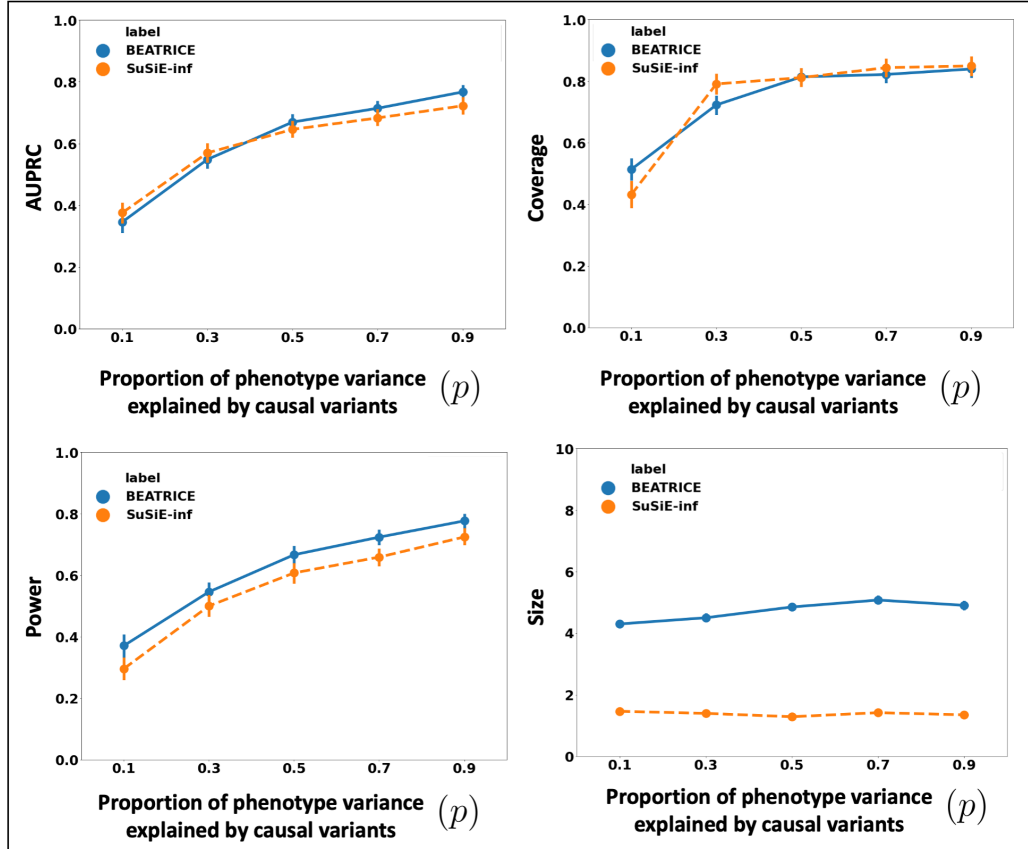 1.0
0.8
0.6
0.4
0.2
0.0
AUPRC
label
BEATRICE
SuSiE-inf
0.1 0.3 0.5 0.7 0.9
Proportion of phenotype variance
explained by causal variants
(p)
1.0
0.8
0.6
0.4
0.2
0.0
Coverage
label
BEATRICE
SuSiE-inf
0.1 0.3 0.5 0.7 0.9
Proportion of phenotype variance
explained by causal variants
(p)
1.0
0.8
0.6
0.4
0.2
0.0
Power
label
BEATRICE
SuSiE-inf
0.1 0.3 0.5 0.7 0.9
Proportion of phenotype variance
explained by causal variants
(p)
10
8
6
4
2
0
Size
label
BEATRICE
SuSiE-inf
0.1 0.3 0.5 0.7 0.9
Proportion of phenotype variance
explained by causal variants
(p)